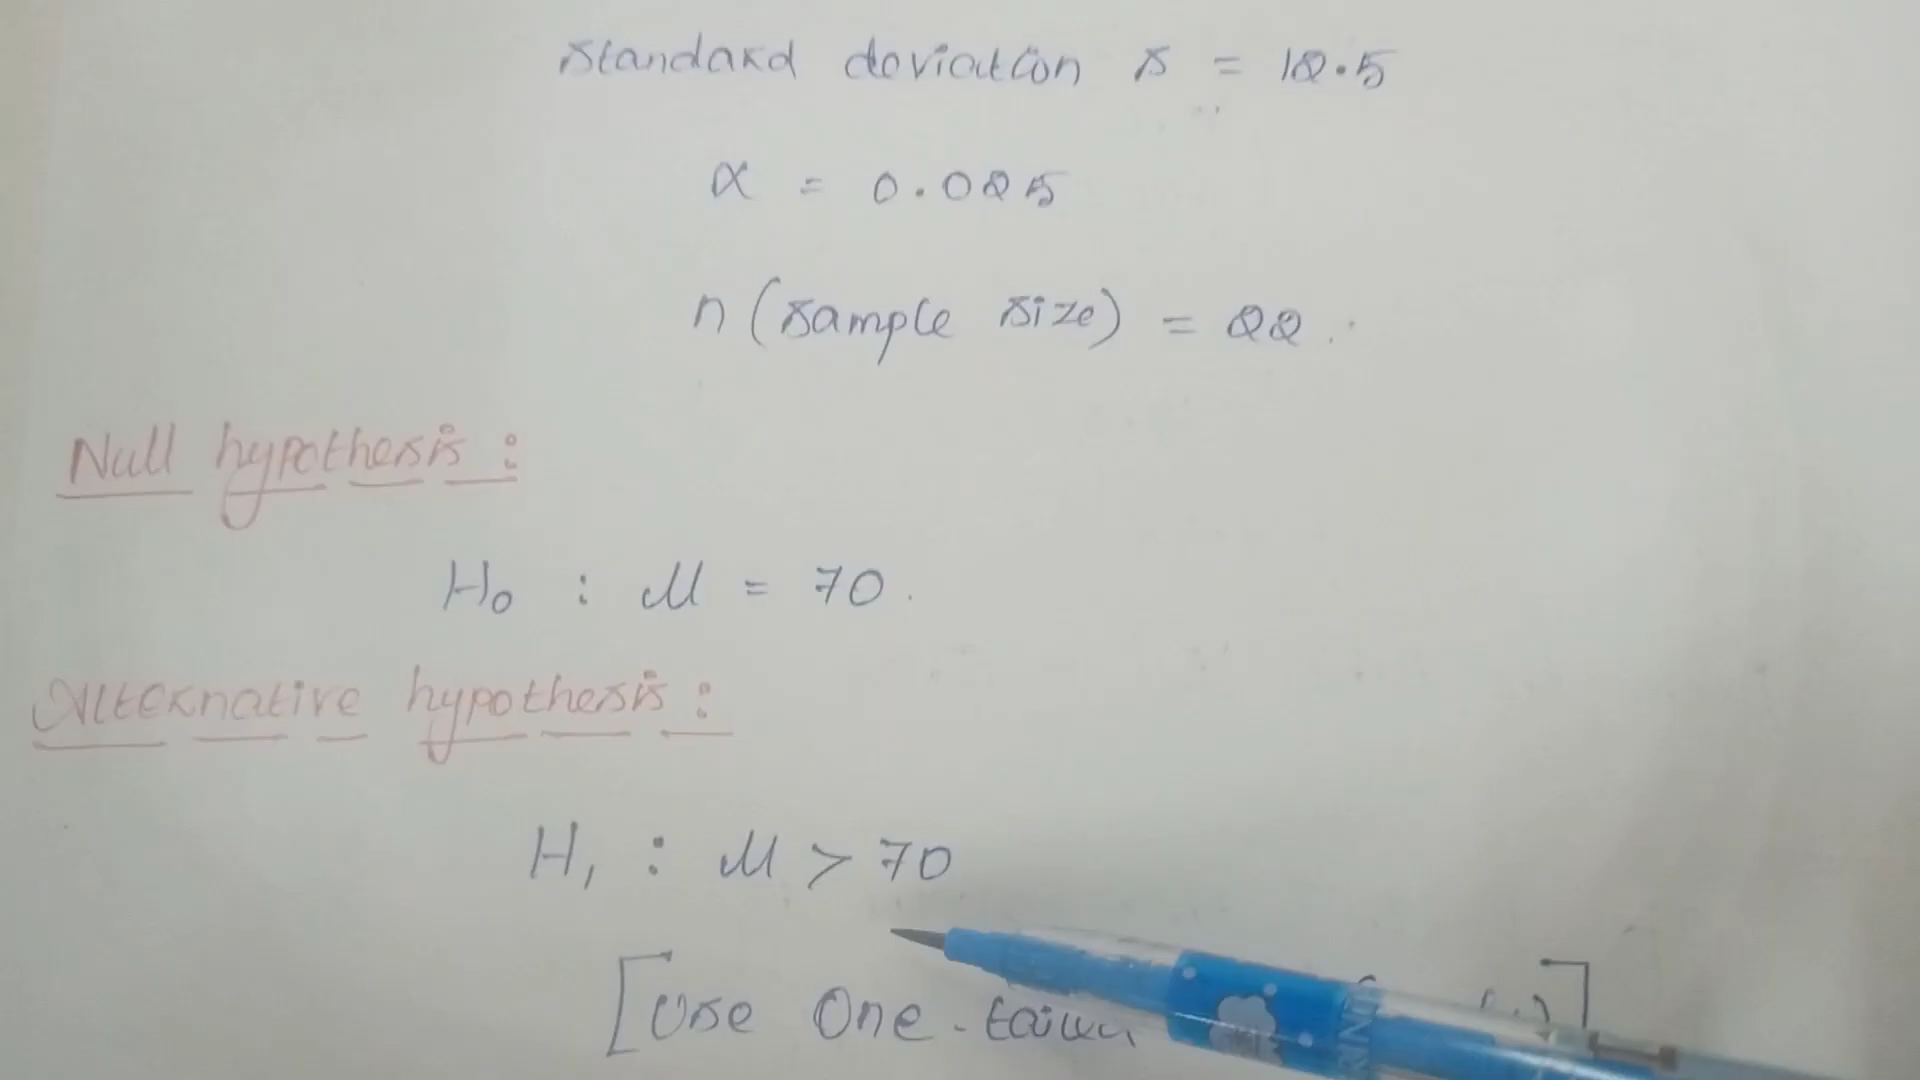 Standard deviation s = 12.5
α = 0.025
n (sample size) = 22.
Null hypothesis :
H₀ : μ = 70.
Alternative hypothesis :
H₁ : μ > 70
[Use One-tailed ]